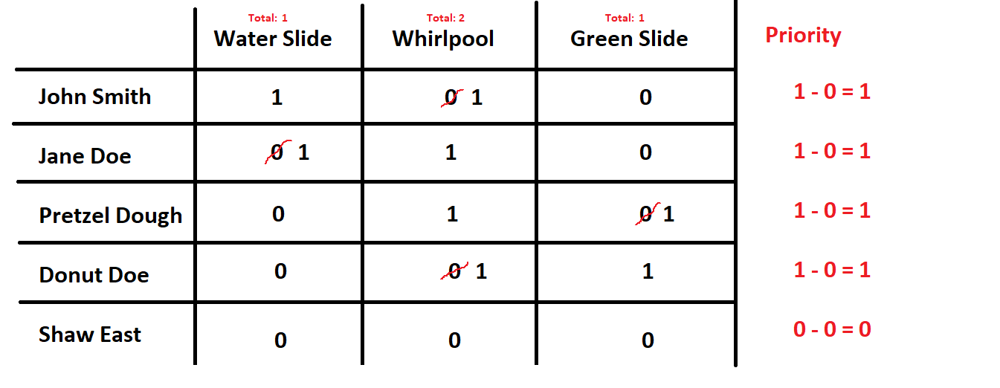 Total: 1 Total: 2 Total: 1
Water Slide Whirlpool Green Slide Priority
John Smith 1 0 1 0 1 - 0 = 1
Jane Doe 0 1 1 0 1 - 0 = 1
Pretzel Dough 0 1 0 1 1 - 0 = 1
Donut Doe 0 0 1 1 1 - 0 = 1
Shaw East 0 0 0 0 - 0 = 0